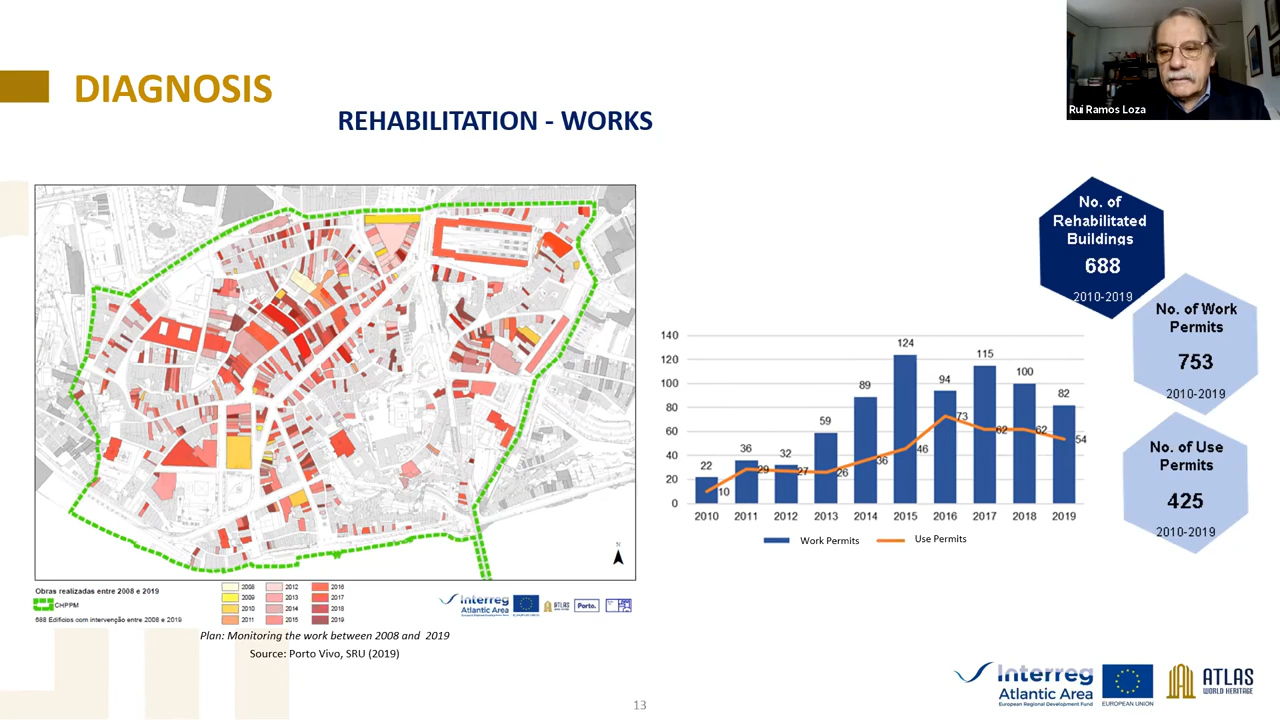 DIAGNOSIS
REHABILITATION - WORKS
Rui Ramos Loza
No. of
Rehabilitated
Buildings
688
2010-2019
No. of Work
Permits
753
2010-2019
No. of Use
Permits
425
2010-2019
140
120
100
80
60
40
20
0
22
36
32
59
89
124
94
115
100
82
10
29
27
26
36
46
73
62
62
54
2010 2011 2012 2013 2014 2015 2016 2017 2018 2019
Work Permits
Use Permits
N
Obras realizadas entre 2008 e 2019
CHPPM
688 Edificios com intervenção entre 2008 e 2019
2008 2012 2016
2009 2013 2017
2010 2014 2018
2011 2015 2019
Interreg
Atlantic Area
ATLAS
Porto.
Plan: Monitoring the work between 2008 and 2019
Source: Porto Vivo, SRU (2019)
13
Interreg
Atlantic Area
European Regional Development Fund
EUROPEAN UNION
ATLAS
WORLD HERITAGE